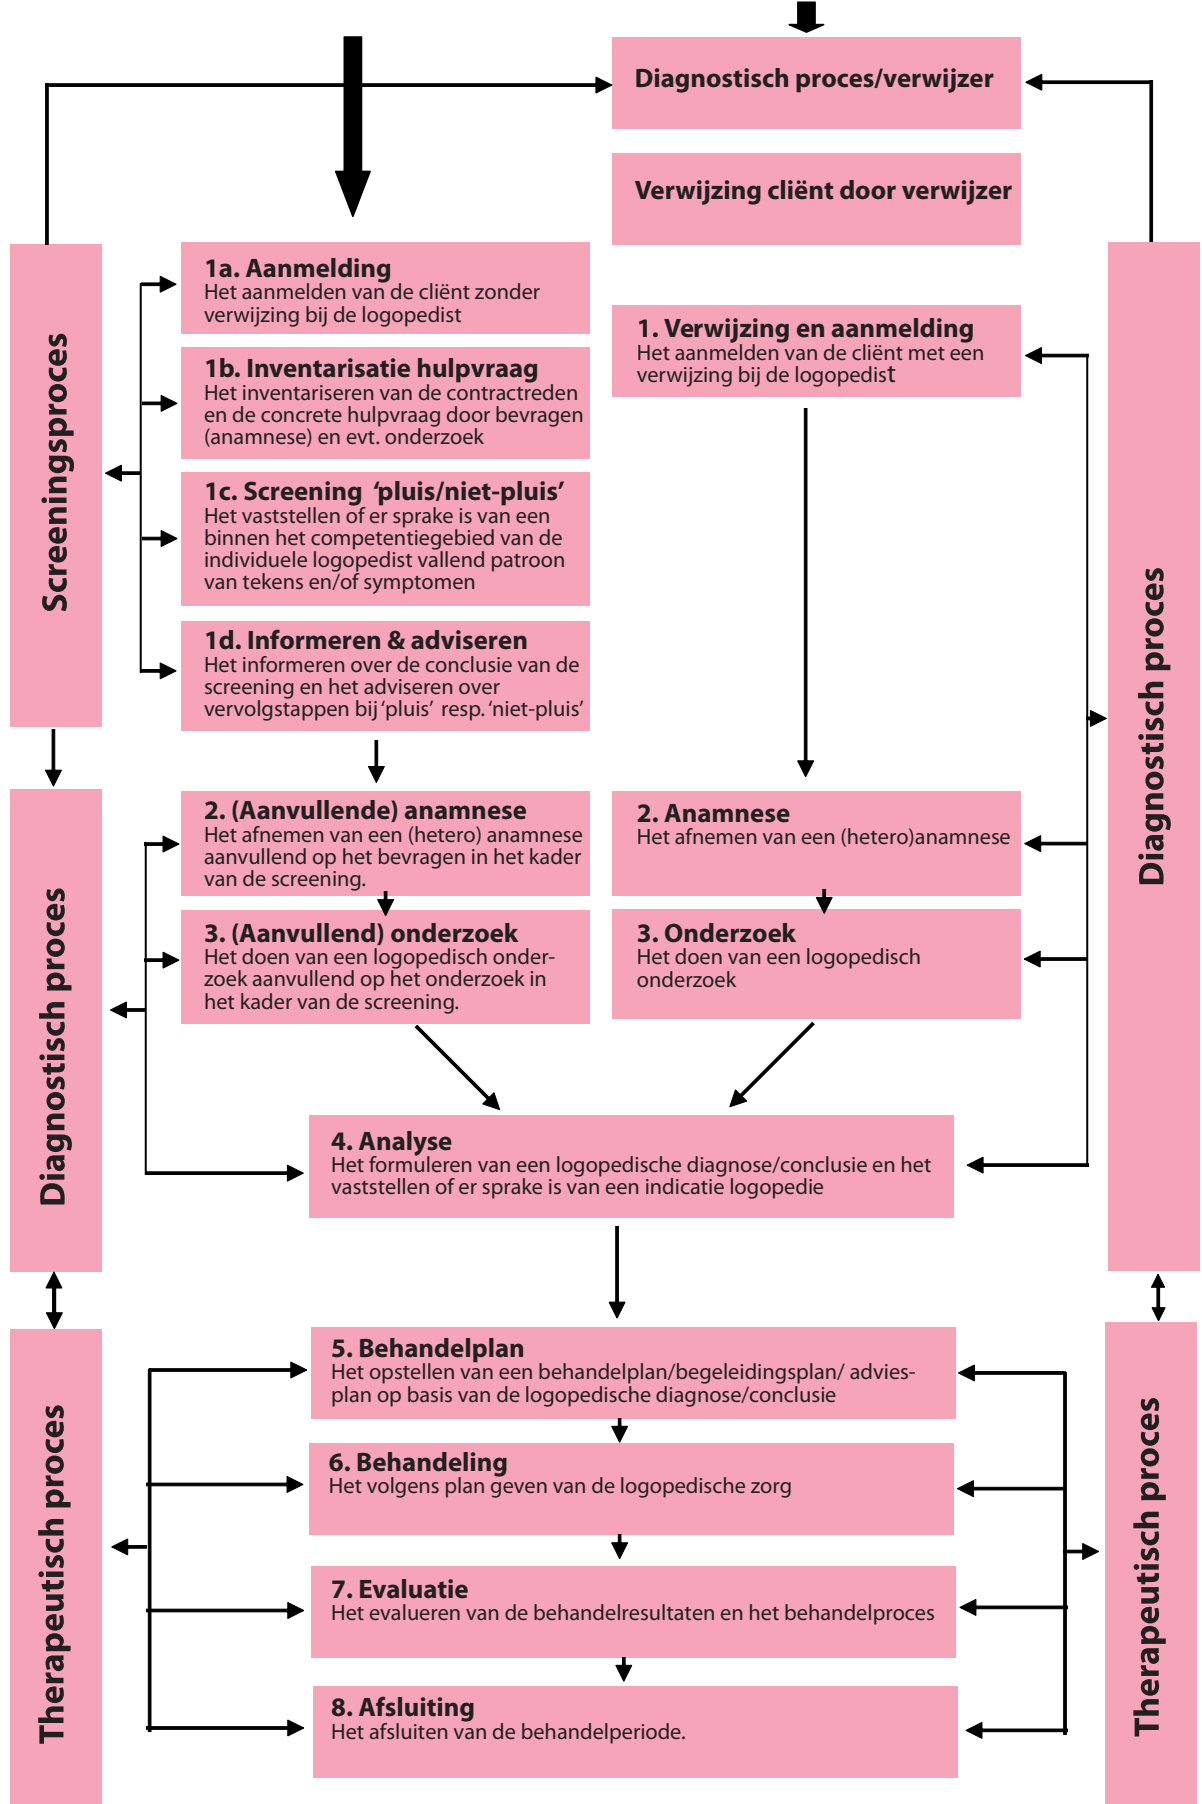 Diagnostisch proces/verwijzer
Verwijzing cliënt door verwijzer
Screeningsproces
1a. Aanmelding
Het aanmelden van de cliënt zonder
verwijzing bij de logopedist
1b. Inventarisatie hulpvraag
Het inventariseren van de contractreden
en de concrete hulpvraag door bevragen
(anamnese) en evt. onderzoek
1c. Screening ‘pluis/niet-pluis’
Het vaststellen of er sprake is van een
binnen het competentiegebied van de
individuele logopedist vallend patroon
van tekens en/of symptomen
1d. Informeren & adviseren
Het informeren over de conclusie van de
screening en het adviseren over
vervolgstappen bij ‘pluis’ resp. ‘niet-pluis’
1. Verwijzing en aanmelding
Het aanmelden van de cliënt met een
verwijzing bij de logopedist
Diagnostisch proces
Diagnostisch proces
2. (Aanvullende) anamnese
Het afnemen van een (hetero) anamnese
aanvullend op het bevragen in het kader
van de screening.
2. Anamnese
Het afnemen van een (hetero)anamnese
3. (Aanvullend) onderzoek
Het doen van een logopedisch onder-
zoek aanvullend op het onderzoek in
het kader van de screening.
3. Onderzoek
Het doen van een logopedisch
onderzoek
4. Analyse
Het formuleren van een logopedische diagnose/conclusie en het
vaststellen of er sprake is van een indicatie logopedie
Therapeutisch proces
5. Behandelplan
Het opstellen van een behandelplan/begeleidingsplan/ advies-
plan op basis van de logopedische diagnose/conclusie
6. Behandeling
Het volgens plan geven van de logopedische zorg
7. Evaluatie
Het evalueren van de behandelresultaten en het behandelproces
8. Afsluiting
Het afsluiten van de behandelperiode.
Therapeutisch proces